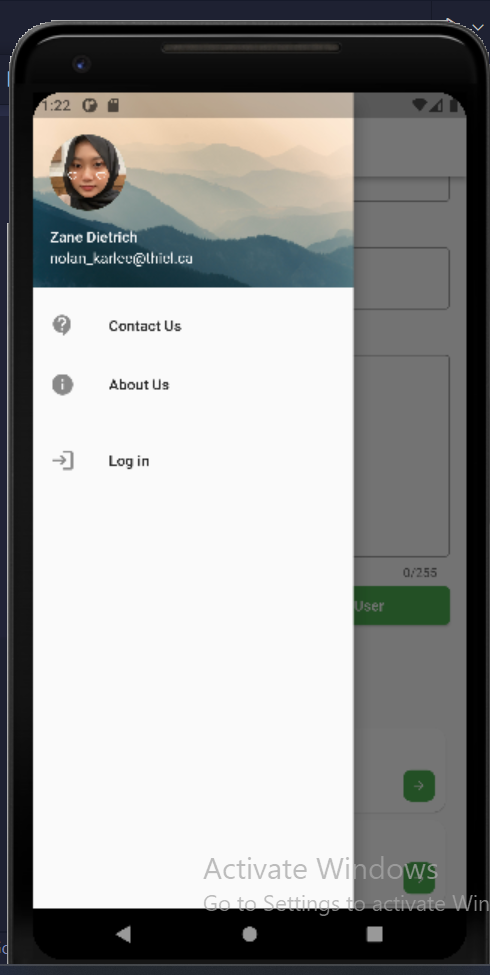 1:22
Zane Dietrich
nolan_karlee@thiel.ca
Contact Us
About Us
Log in
0/255
User
Activate Windows
Go to Settings to activate Win